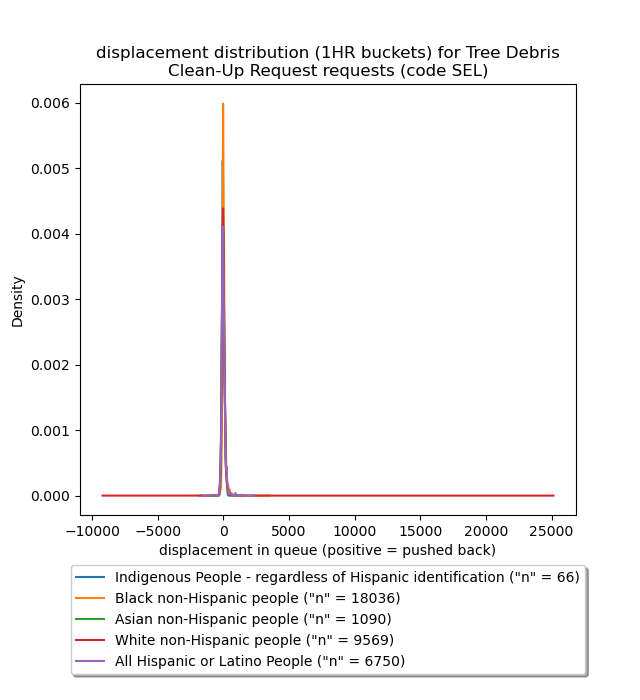 displacement distribution (1HR buckets) for Tree Debris
Clean-Up Request requests (code SEL)
0.006
0.005
0.004
0.003
0.002
0.001
0.000
Density
−10000 −5000 0 5000 10000 15000 20000 25000
displacement in queue (positive = pushed back)
Indigenous People - regardless of Hispanic identification ("n" = 66)
Black non-Hispanic people ("n" = 18036)
Asian non-Hispanic people ("n" = 1090)
White non-Hispanic people ("n" = 9569)
All Hispanic or Latino People ("n" = 6750)